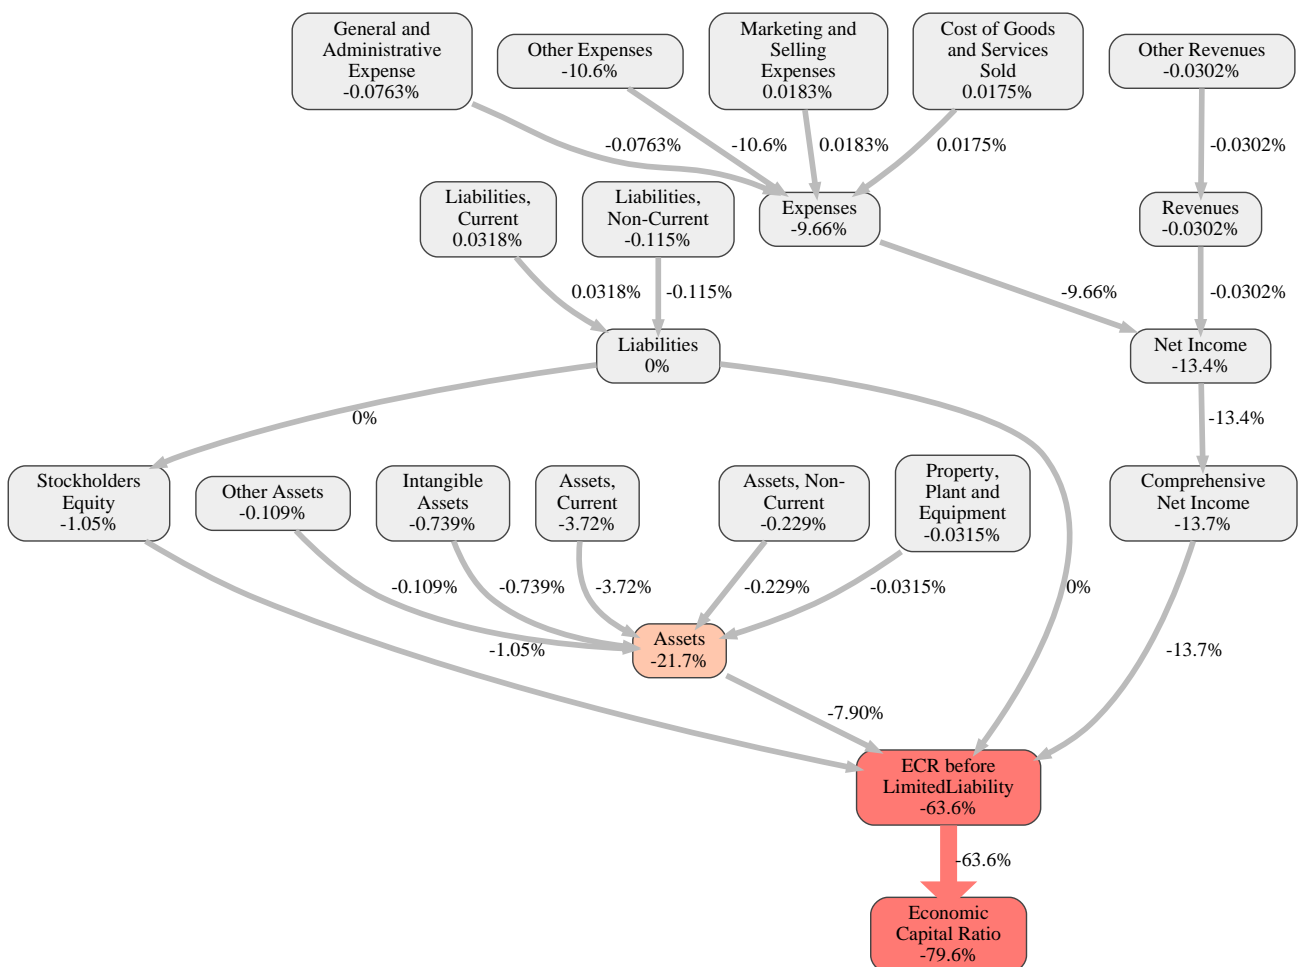 General and
Administrative
Expense
-0.0763%
Other Expenses
-10.6%
Marketing and
Selling
Expenses
0.0183%
Cost of Goods
and Services
Sold
0.0175%
Other Revenues
-0.0302%
-0.0763%
-10.6%
0.0183%
0.0175%
-0.0302%
Liabilities,
Current
0.0318%
Liabilities,
Non-Current
-0.115%
Expenses
-9.66%
Revenues
-0.0302%
0.0318%
-0.115%
-9.66%
-0.0302%
Liabilities
0%
Net Income
-13.4%
0%
-13.4%
Stockholders
Equity
-1.05%
Other Assets
-0.109%
Intangible
Assets
-0.739%
Assets,
Current
-3.72%
Assets, Non-
Current
-0.229%
Property,
Plant and
Equipment
-0.0315%
Comprehensive
Net Income
-13.7%
-0.109%
-0.739%
-3.72%
-0.229%
-0.0315%
0%
-1.05%
Assets
-21.7%
-13.7%
-7.90%
ECR before
LimitedLiability
-63.6%
-63.6%
Economic
Capital Ratio
-79.6%